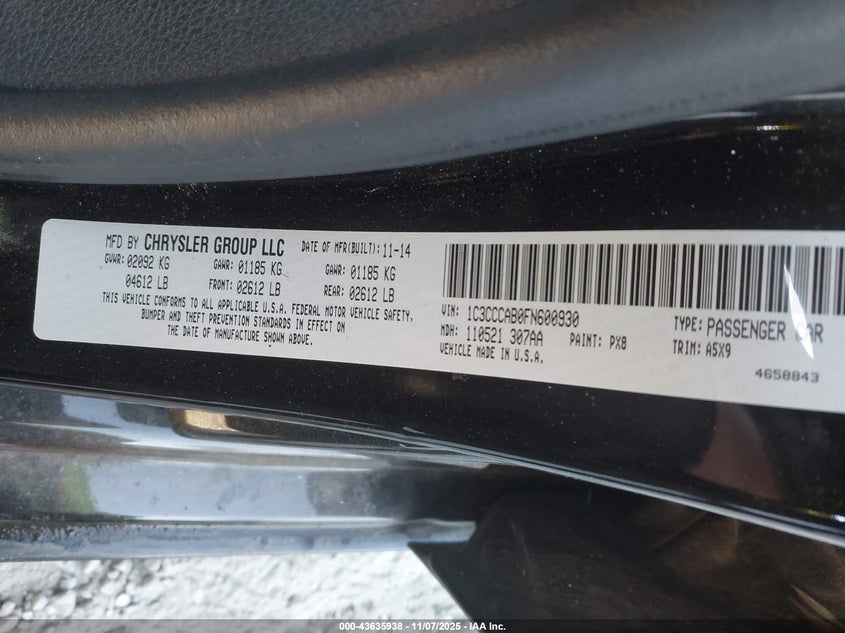 MFD BY CHRYSLER GROUP LLC DATE OF MFR(BUILT): 11-14
GVWR: 02092 KG GAWR: 01185 KG GAWR: 01185 KG
04612 LB FRONT: 02612 LB REAR: 02612 LB
THIS VEHICLE CONFORMS TO ALL APPLICABLE U.S.A. FEDERAL MOTOR VEHICLE SAFETY,
BUMPER AND THEFT PREVENTION STANDARDS IN EFFECT ON
THE DATE OF MANUFACTURE SHOWN ABOVE.
VIN: 1C3CCCAB0FN600930 TYPE: PASSENGER CAR
MDH: 110521 307AA PAINT: PX8 TRIM: A5X9
VEHICLE MADE IN U.S.A.
4658843
000-43635938 - 11/07/2025 - IAA Inc.